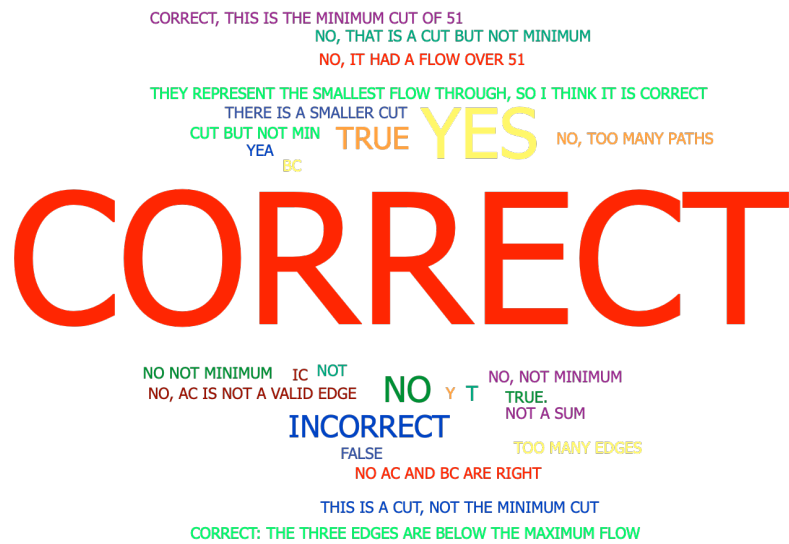 CORRECT, THIS IS THE MINIMUM CUT OF 51
NO, THAT IS A CUT BUT NOT MINIMUM
NO, IT HAD A FLOW OVER 51
THEY REPRESENT THE SMALLEST FLOW THROUGH, SO I THINK IT IS CORRECT
THERE IS A SMALLER CUT
YES
CUT BUT NOT MIN
TRUE
NO, TOO MANY PATHS
YEA
BC
CORRECT
NO NOT MINIMUM
IC
NOT
NO, NOT MINIMUM
NO, AC IS NOT A VALID EDGE
NO
Y
T
TRUE.
NOT A SUM
INCORRECT
FALSE
TOO MANY EDGES
NO AC AND BC ARE RIGHT
THIS IS A CUT, NOT THE MINIMUM CUT
CORRECT: THE THREE EDGES ARE BELOW THE MAXIMUM FLOW